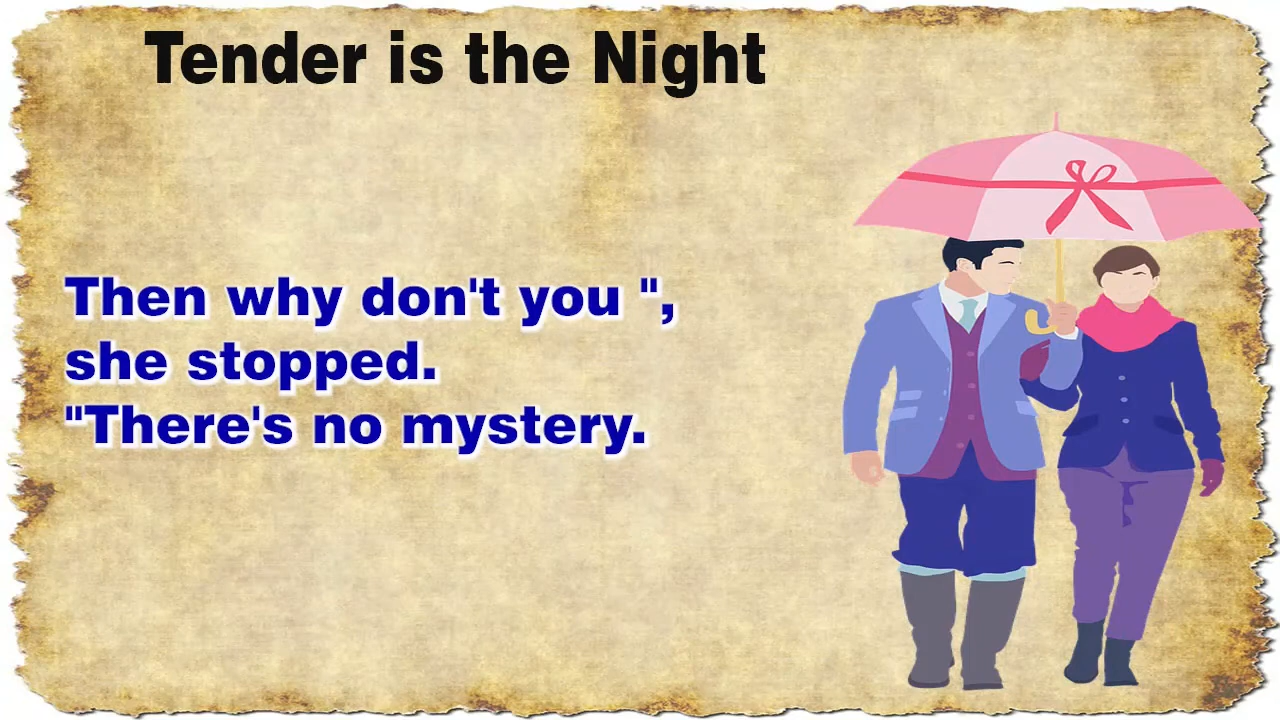 Tender is the Night
Then why don't you ",
she stopped.
"There's no mystery.